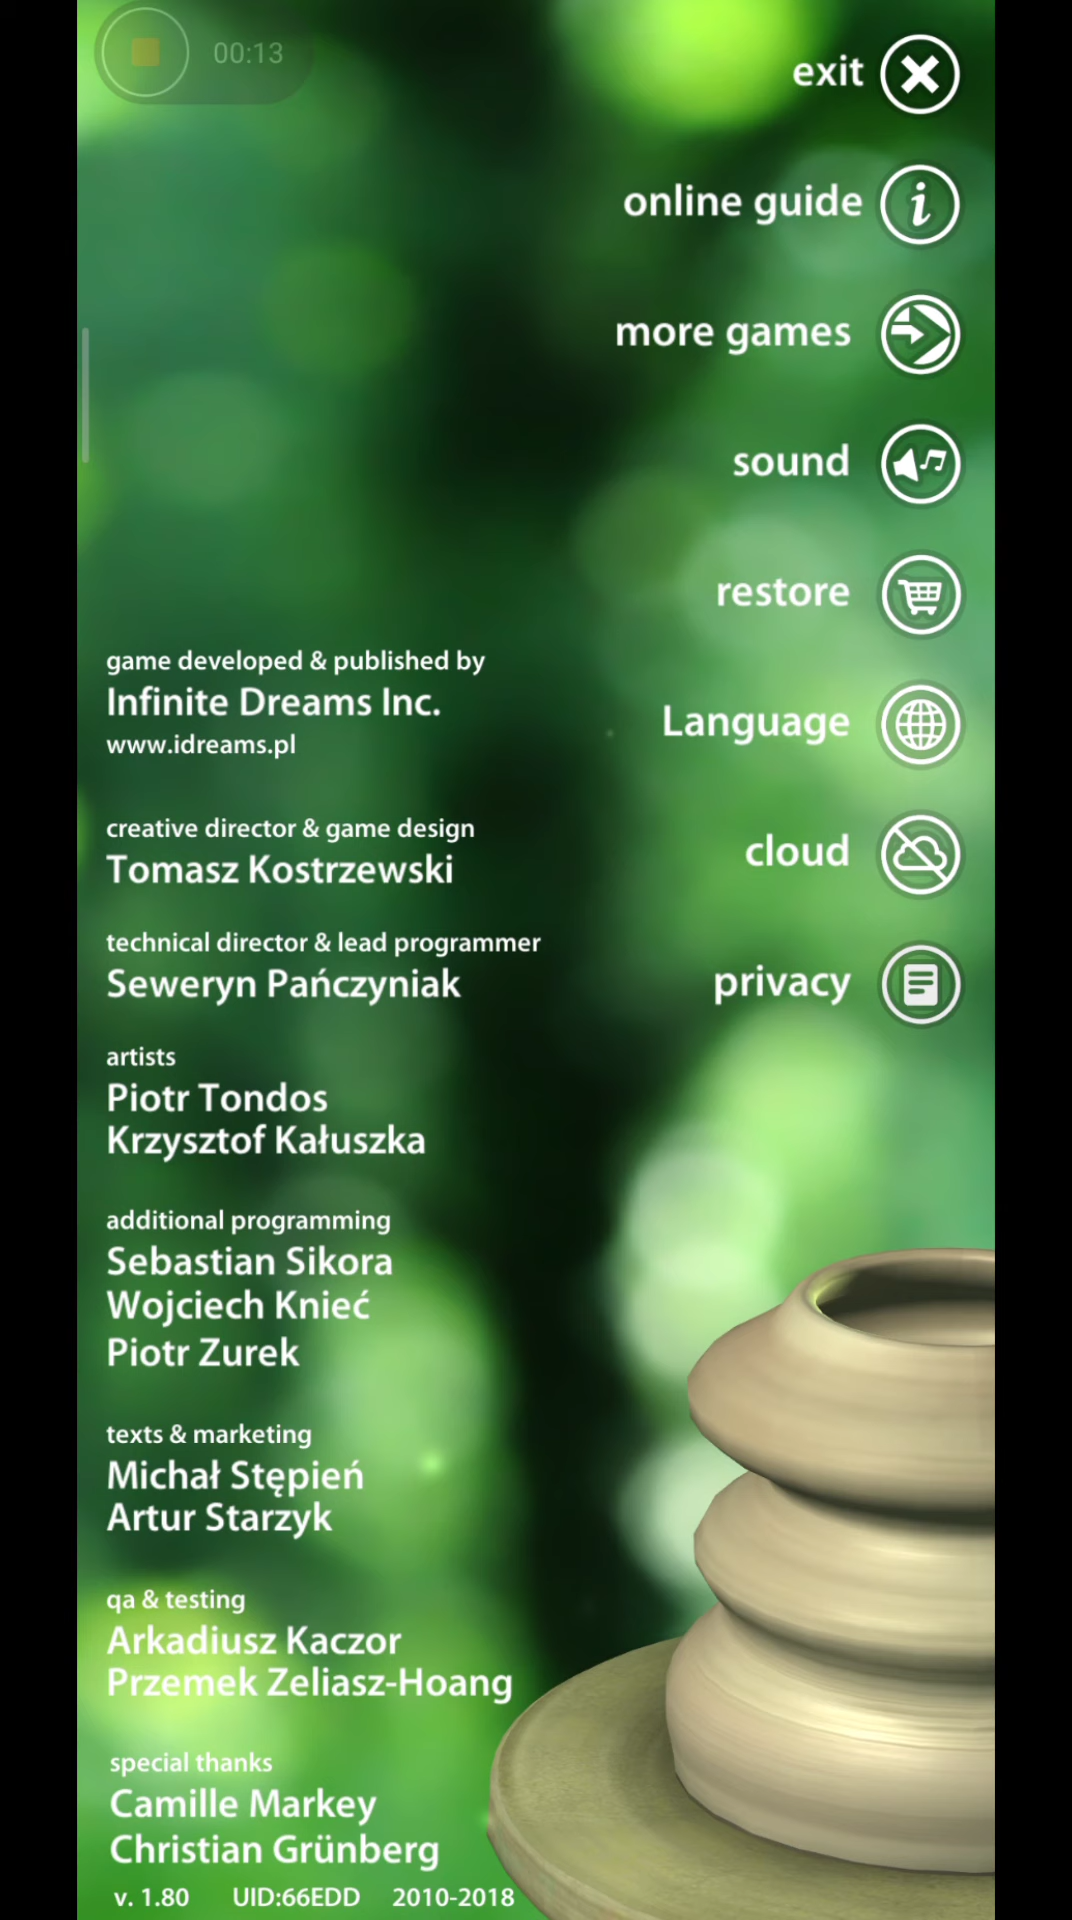 00:13
exit
online guide
more games
sound
restore
Language
cloud
privacy
game developed & published by
Infinite Dreams Inc.
www.idreams.pl
creative director & game design
Tomasz Kostrzewski
technical director & lead programmer
Seweryn Pańczyniak
artists
Piotr Tondos
Krzysztof Kałuszka
additional programming
Sebastian Sikora
Wojciech Knieć
Piotr Zurek
texts & marketing
Michał Stępień
Artur Starzyk
qa & testing
Arkadiusz Kaczor
Przemek Zeliasz-Hoang
special thanks
Camille Markey
Christian Grünberg
v. 1.80 UID:66EDD 2010-2018